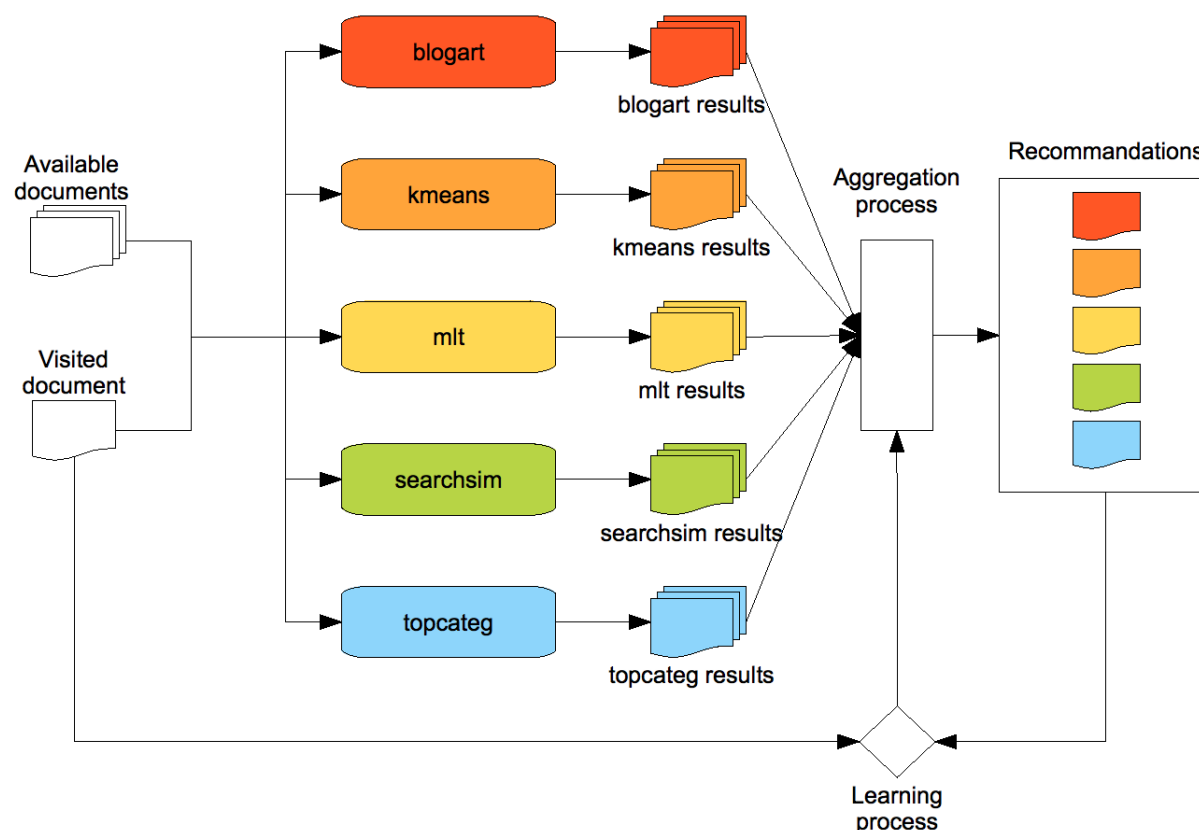 Available
documents
Visited
document
blogart
blogart results
kmeans
kmeans results
mlt
mlt results
searchsim
searchsim results
topcateg
topcateg results
Aggregation
process
Recommandations
Learning
process